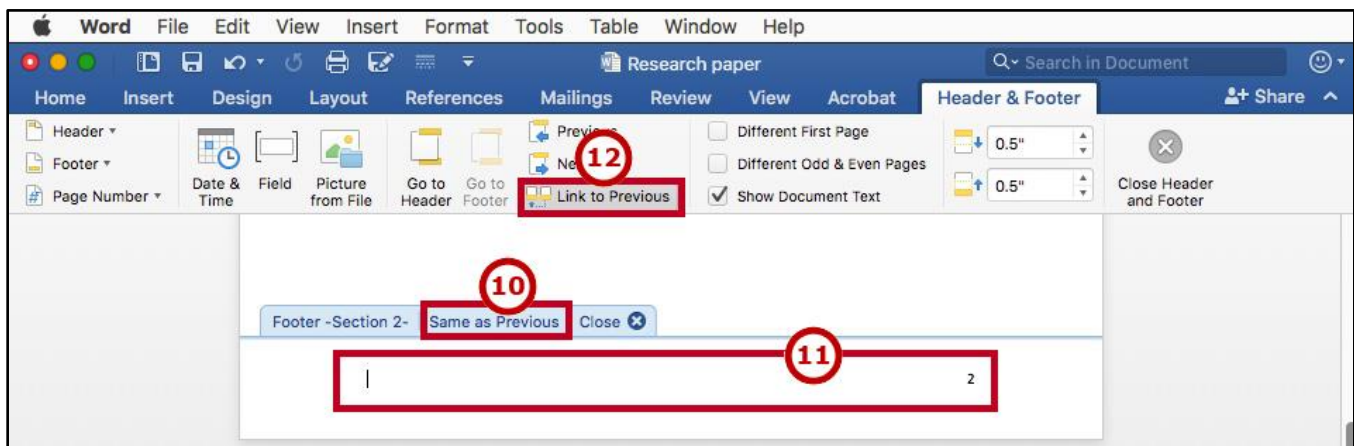 Word File Edit View Insert Format Tools Table Window Help
Research paper
Search in Document
Home Insert Design Layout References Mailings Review View Acrobat Header & Footer Share
Header
Footer
Page Number
Date & Time
Field
Picture from File
Go to Header
Go to Footer
Previous
Ne
12
Link to Previous
Different First Page
Different Odd & Even Pages
Show Document Text
0.5"
0.5"
Close Header and Footer
10
Footer -Section 2- Same as Previous Close
11
2